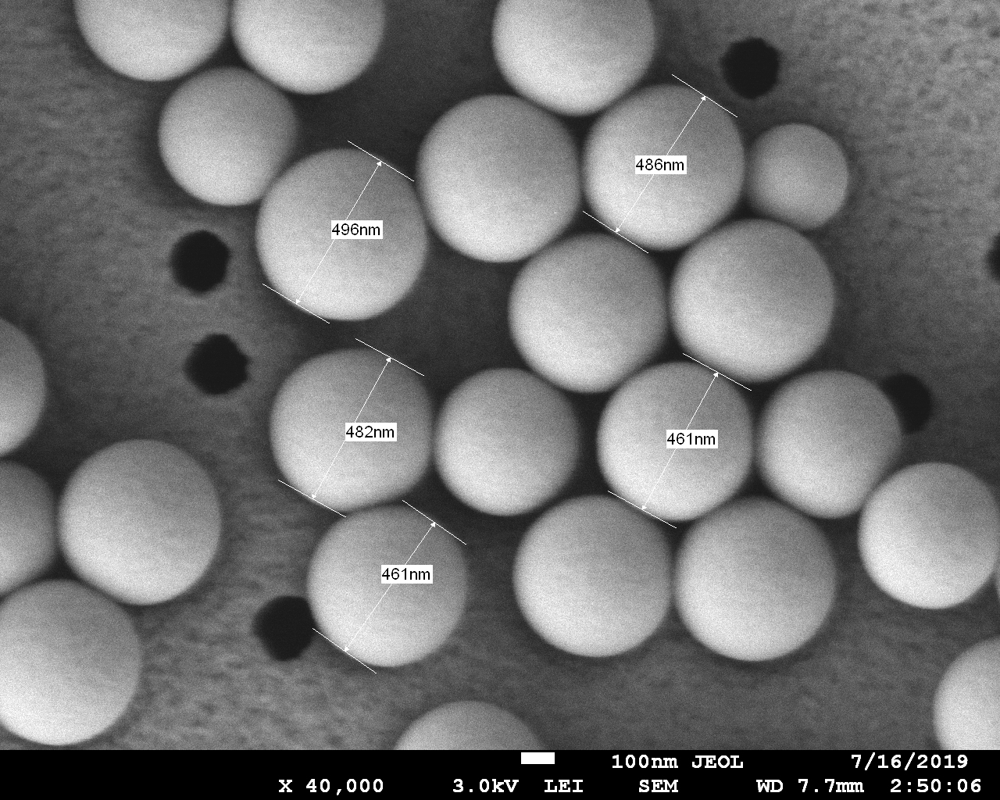 486nm
496nm
482nm
461nm
461nm
100nm JEOL 7/16/2019
X 40,000 3.0kV LEI SEM WD 7.7mm 2:50:06